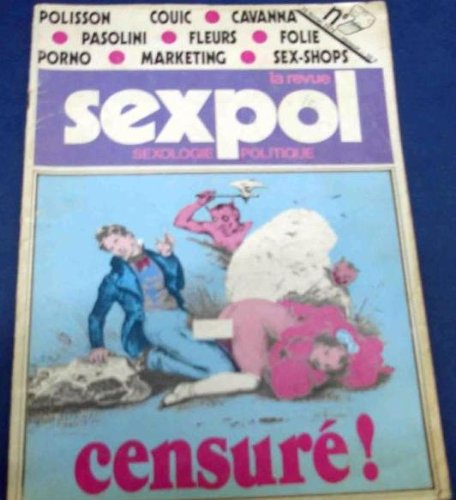 POLISSON COUIC • CAVANNA
• PASOLINI • FLEURS • FOLIE
PORNO • MARKETING • SEX-SHOPS
n°
la revue
sexpol
SEXOLOGIE POLITIQUE
censuré!